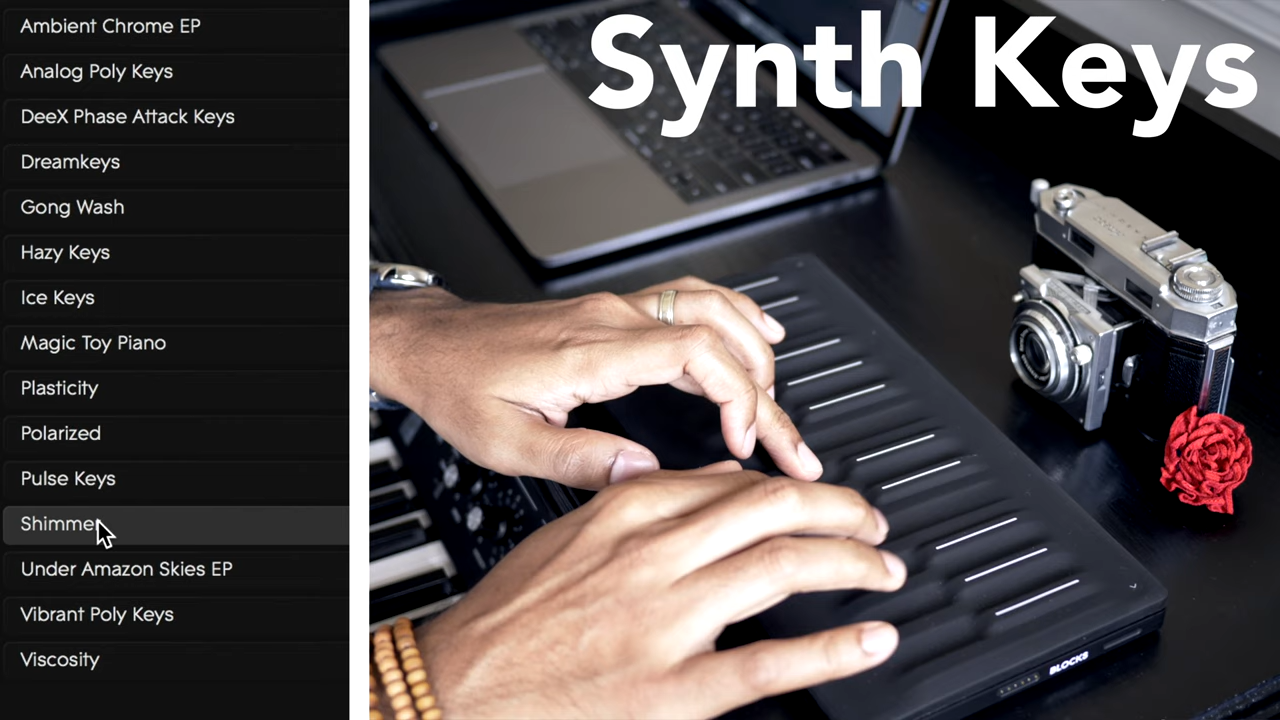 Ambient Chrome EP
Analog Poly Keys
DeeX Phase Attack Keys
Dreamkeys
Gong Wash
Hazy Keys
Ice Keys
Magic Toy Piano
Plasticity
Polarized
Pulse Keys
Shimmer
Under Amazon Skies EP
Vibrant Poly Keys
Viscosity
Synth Keys
BLOCKS